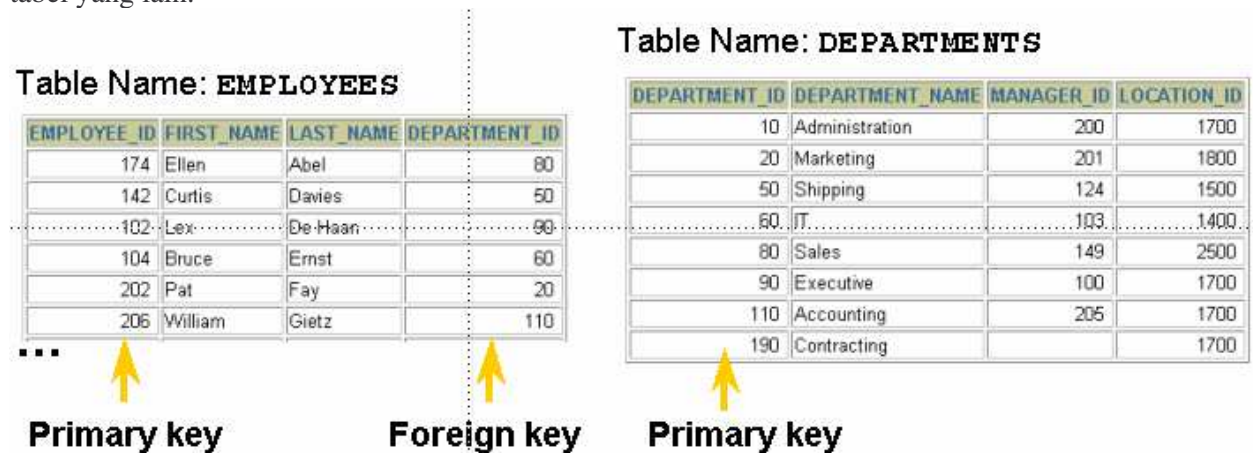 tabel yang lain.
Table Name: EMPLOYEES
EMPLOYEE_ID FIRST_NAME LAST_NAME DEPARTMENT_ID
174 Ellen Abel 80
142 Curtis Davies 50
102 Lex De Haan 90
104 Bruce Ernst 60
202 Pat Fay 20
206 William Gietz 110
...
Primary key
Foreign key
Table Name: DEPARTMENTS
DEPARTMENT_ID DEPARTMENT_NAME MANAGER_ID LOCATION_ID
10 Administration 200 1700
20 Marketing 201 1800
50 Shipping 124 1500
60 IT 103 1400
80 Sales 149 2500
90 Executive 100 1700
110 Accounting 205 1700
190 Contracting 1700
Primary key